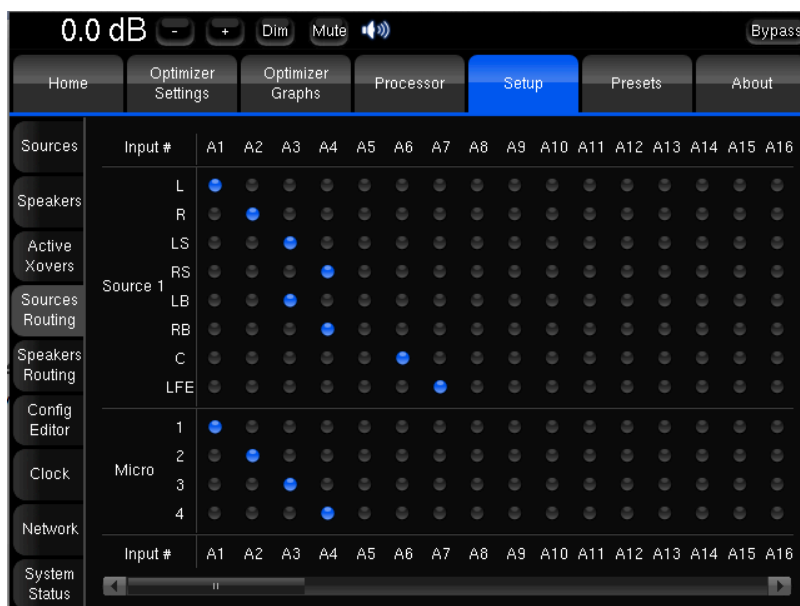 0.0 dB - + Dim Mute Bypass
Home Optimizer Settings Optimizer Graphs Processor Setup Presets About
Sources
Speakers
Active
Xovers
Sources
Routing
Speakers
Routing
Config
Editor
Clock
Network
System
Status
Input # A1 A2 A3 A4 A5 A6 A7 A8 A9 A10 A11 A12 A13 A14 A15 A16
Source 1
L
R
LS
RS
LB
RB
C
LFE
Micro
1
2
3
4
Input # A1 A2 A3 A4 A5 A6 A7 A8 A9 A10 A11 A12 A13 A14 A15 A16